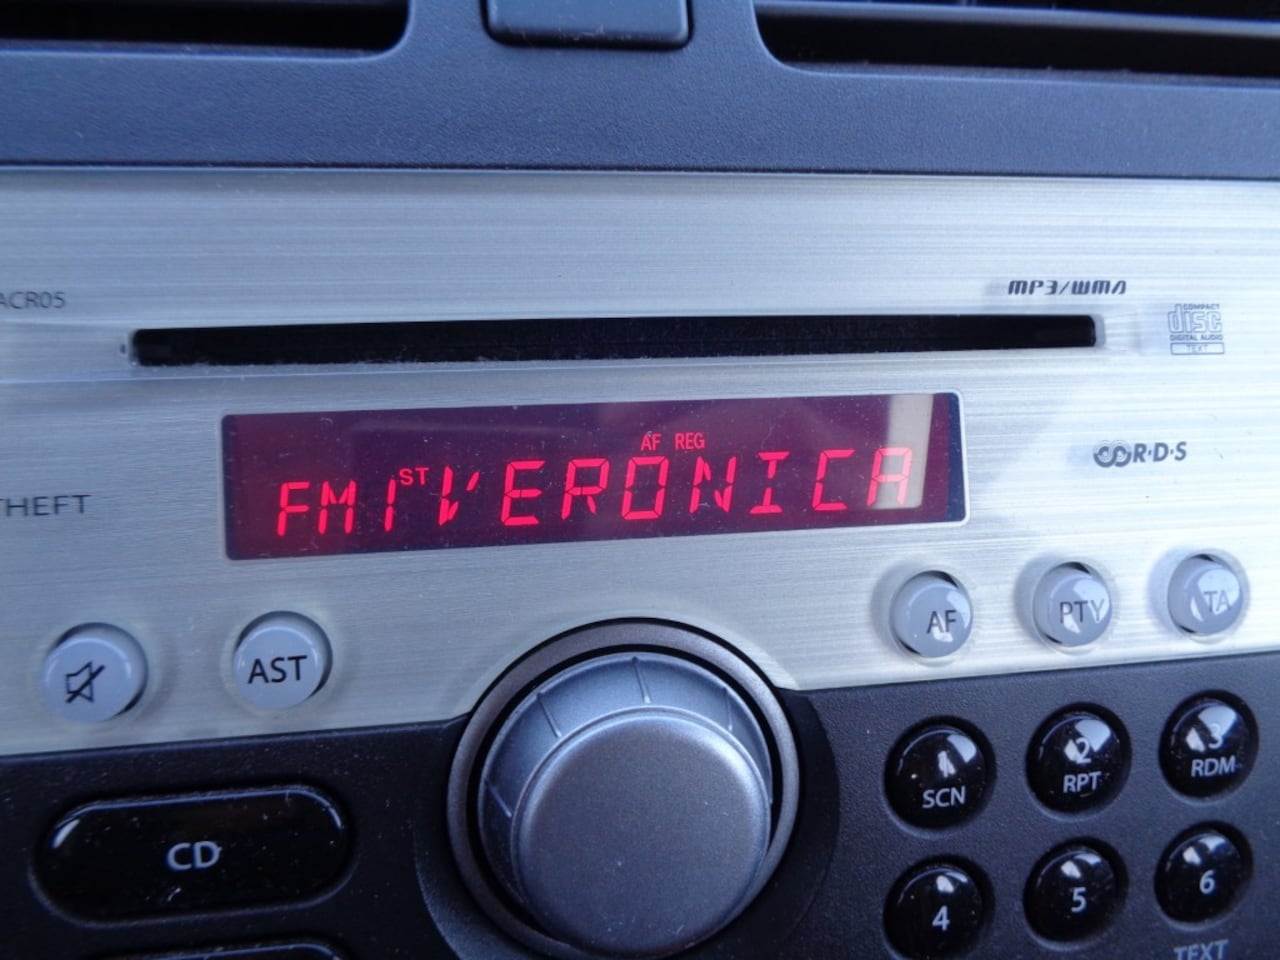 ACR05
MP3/WMA
COMPACT
disc
DIGITAL AUDIO
TEXT
R·D·S
THEFT
AF REG
FM1 ST VERONICA
AST
AF
PTY
TA
CD
1
SCN
2
RPT
3
RDM
4
5
6
TEXT